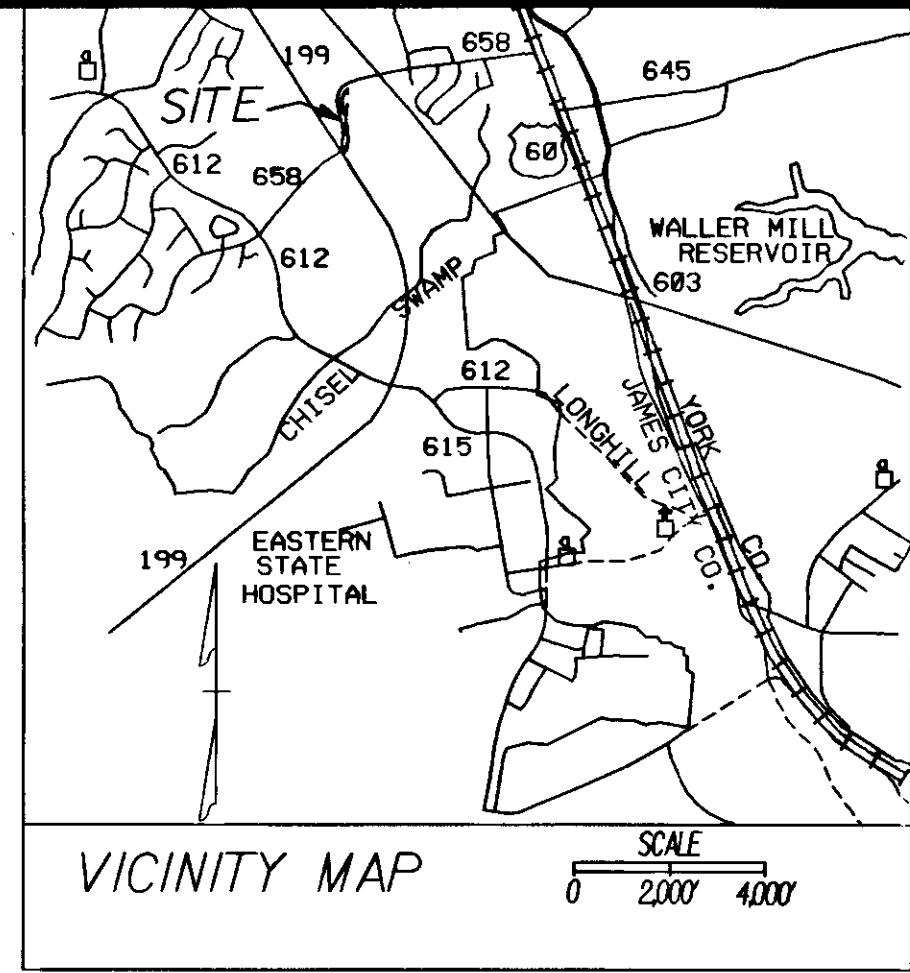 658
199
645
SITE
60
612
658
WALLER MILL
RESERVOIR
612
603
SWAMP
CHISEL
612
LONGHILL
JAMES CITY CO.
YORK CO.
615
199
EASTERN
STATE
HOSPITAL
VICINITY MAP
SCALE
0 2,000' 4,000'